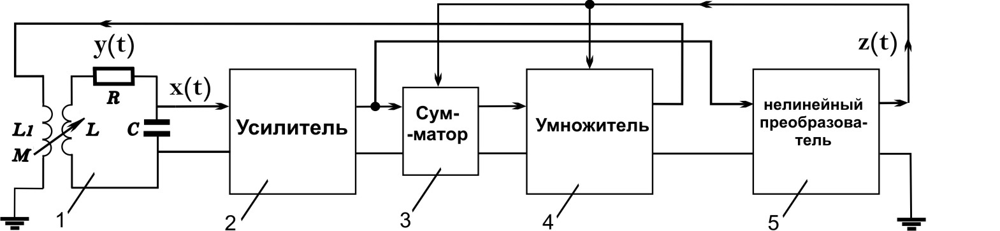 y(t)
z(t)
R
x(t)
L1
L
C
M
Усилитель
Сум-
-матор
Умножитель
нелинейный
преобразова-
тель
1
2
3
4
5